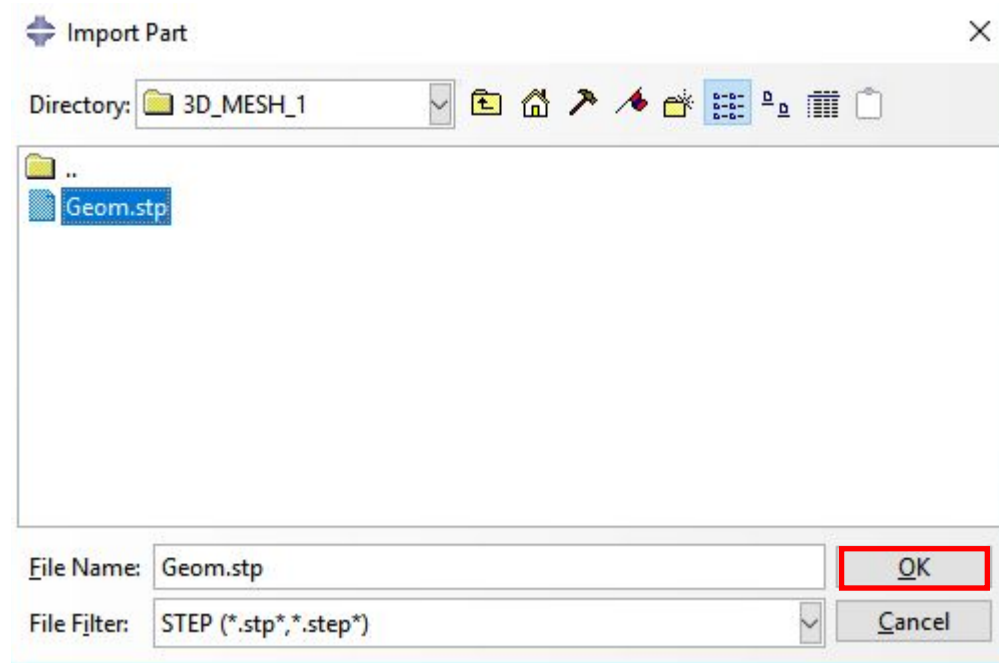 Import Part
Directory: 3D_MESH_1
..
Geom.stp
File Name: Geom.stp OK
File Filter: STEP (*.stp*,*.step*) Cancel